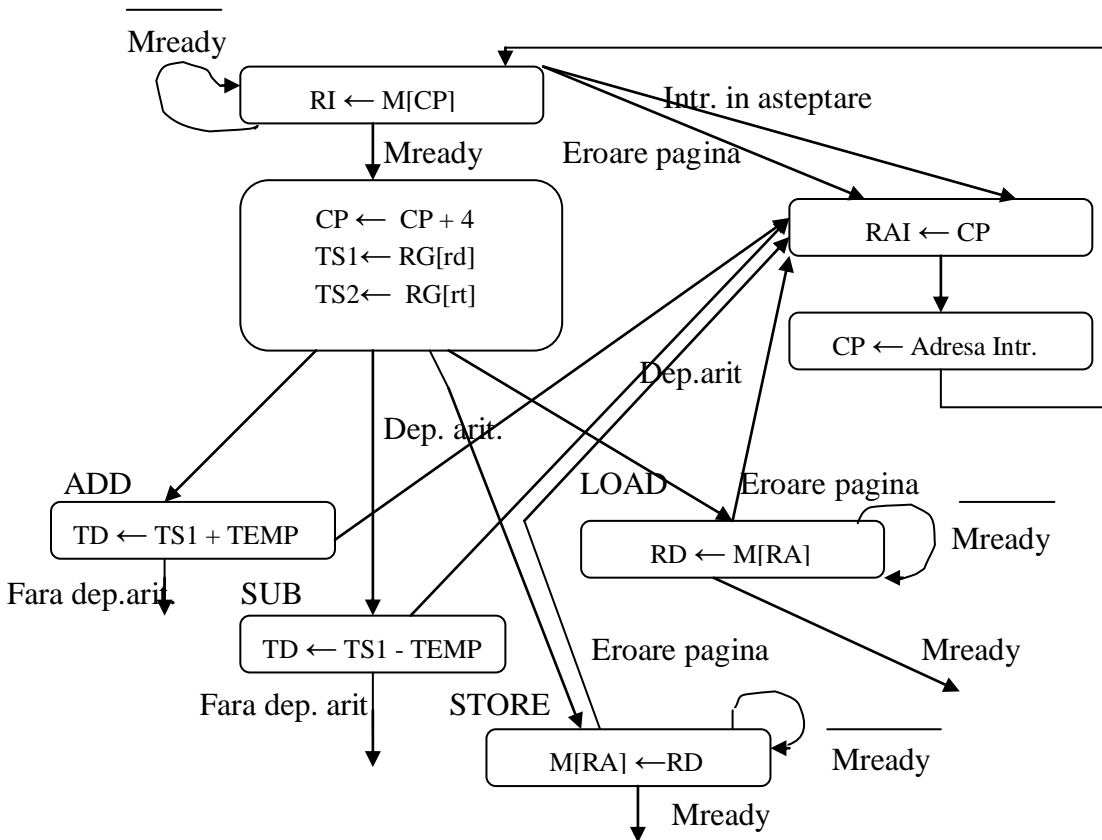 Mready
RI ← M[CP]
Intr. in asteptare
Mready
Eroare pagina
CP ← CP + 4
TS1← RG[rd]
TS2← RG[rt]
RAI ← CP
CP ← Adresa Intr.
Dep.arit
Dep. arit.
ADD
LOAD
Eroare pagina
TD ← TS1 + TEMP
RD ← M[RA]
Mready
Fara dep.arit.
SUB
TD ← TS1 - TEMP
Eroare pagina
Mready
Fara dep. arit
STORE
M[RA] ←RD
Mready
Mready